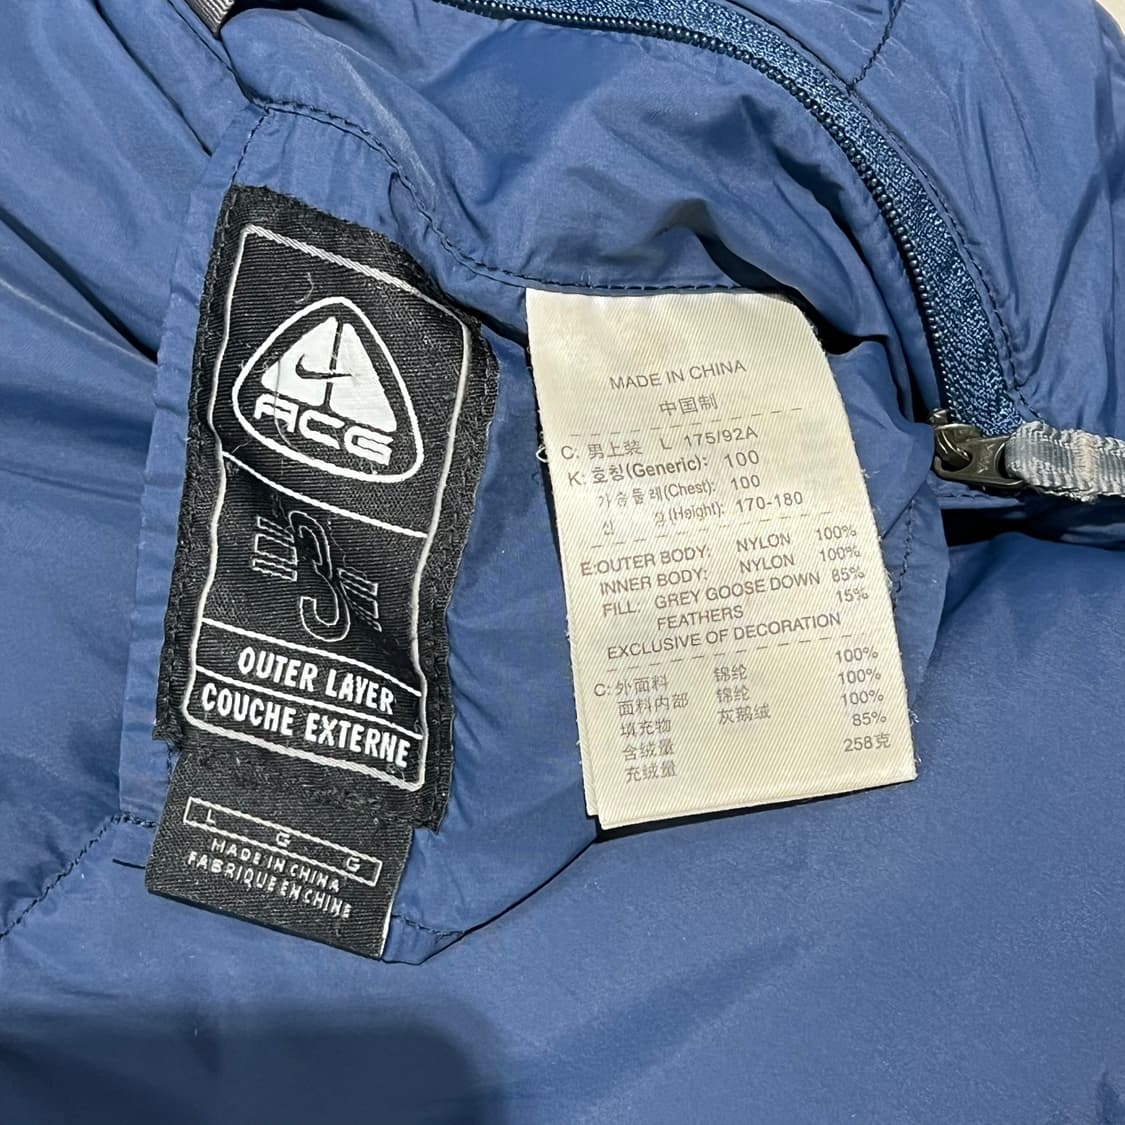 ACG
3
OUTER LAYER
COUCHE EXTERNE
L G G
MADE IN CHINA
FABRIQUE EN CHINE
MADE IN CHINA
中国制
C: 男上装 L 175/92A
K: 호칭(Generic): 100
가슴둘레(Chest): 100
신 장(Height): 170-180
E:OUTER BODY: NYLON 100%
INNER BODY: NYLON 100%
FILL: GREY GOOSE DOWN 85%
FEATHERS 15%
EXCLUSIVE OF DECORATION
C: 外面料 锦纶 100%
面料内部 锦纶 100%
填充物 灰鹅绒 100%
含绒量 85%
充绒量 258克